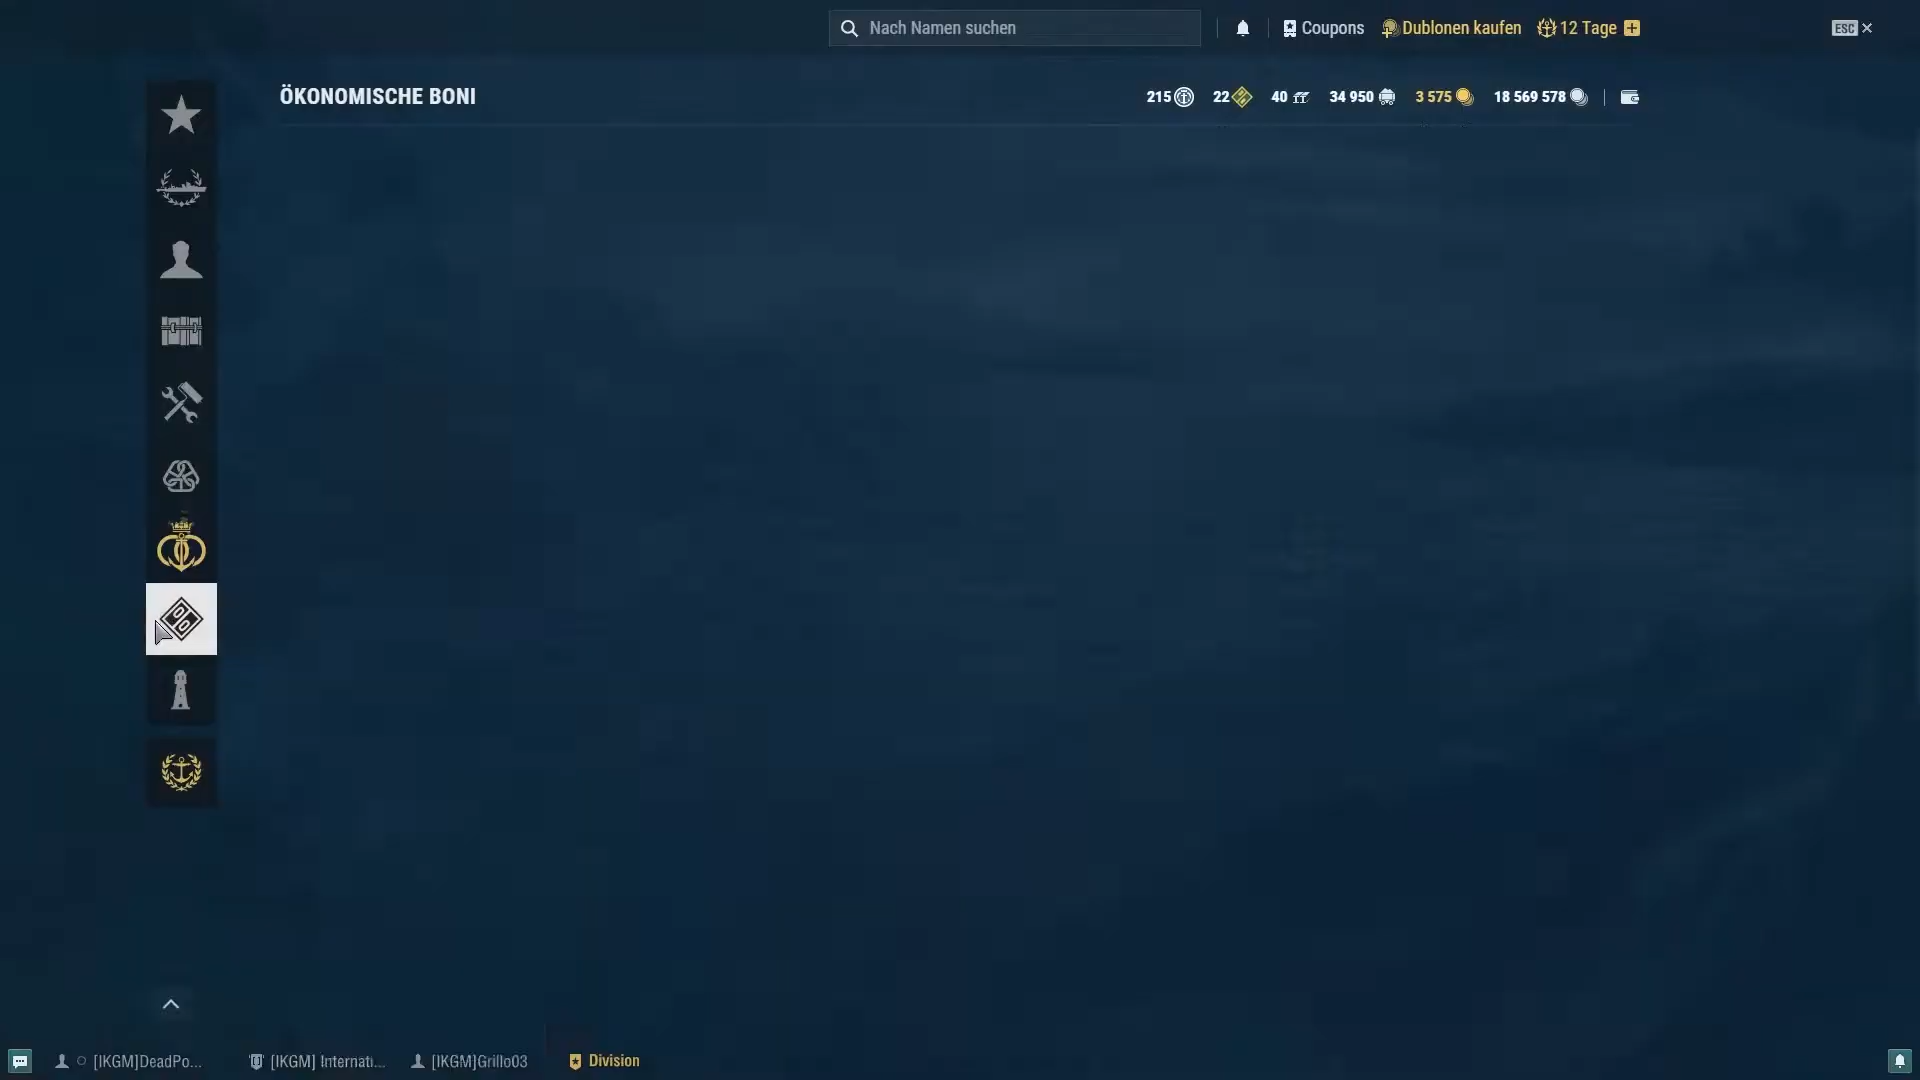 Nach Namen suchen
Coupons
Dublonen kaufen
12 Tage
ESC
ÖKONOMISCHE BONI
215
22
40
34 950
3 575
18 569 578
[IKGM]DeadPo...
[IKGM] Internati...
[IKGM]Grillo03
Division